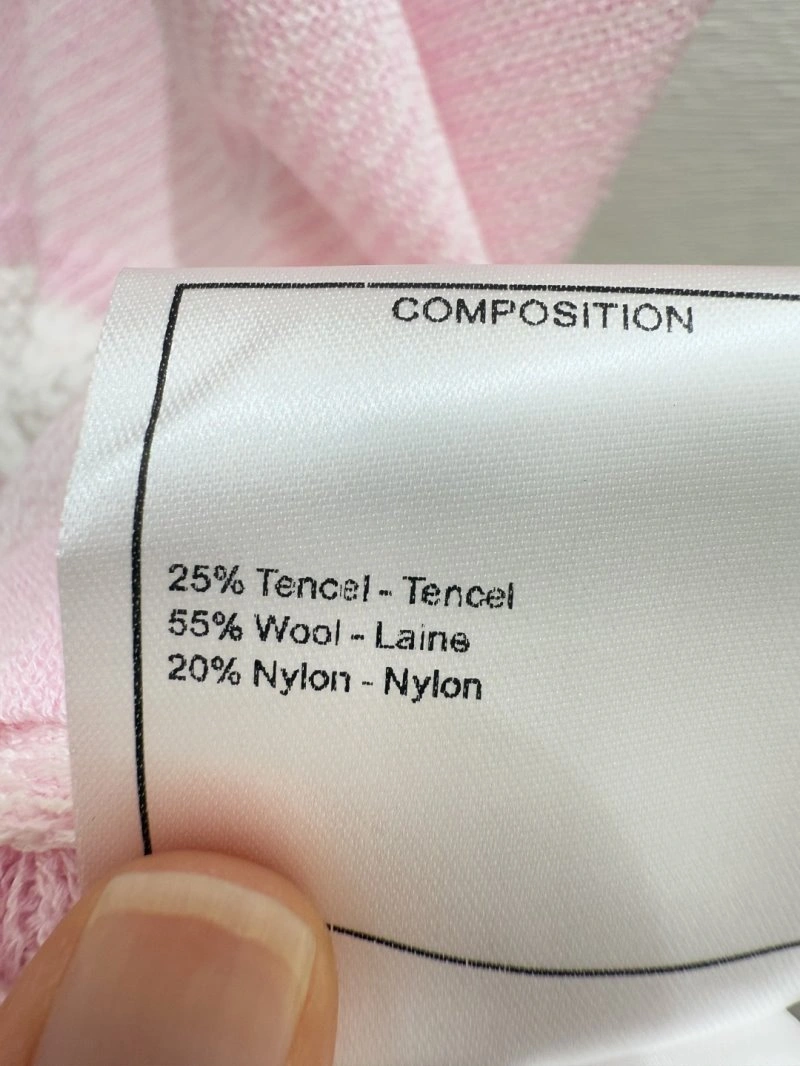 COMPOSITION
25% Tencel - Tencel
55% Wool - Laine
20% Nylon - Nylon